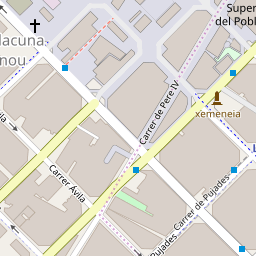 Super
del Pobl
lacuna
nou
xemeneia
Carrer de Pere IV
Carrer Àvila
Carrer de Pujades
Pujades